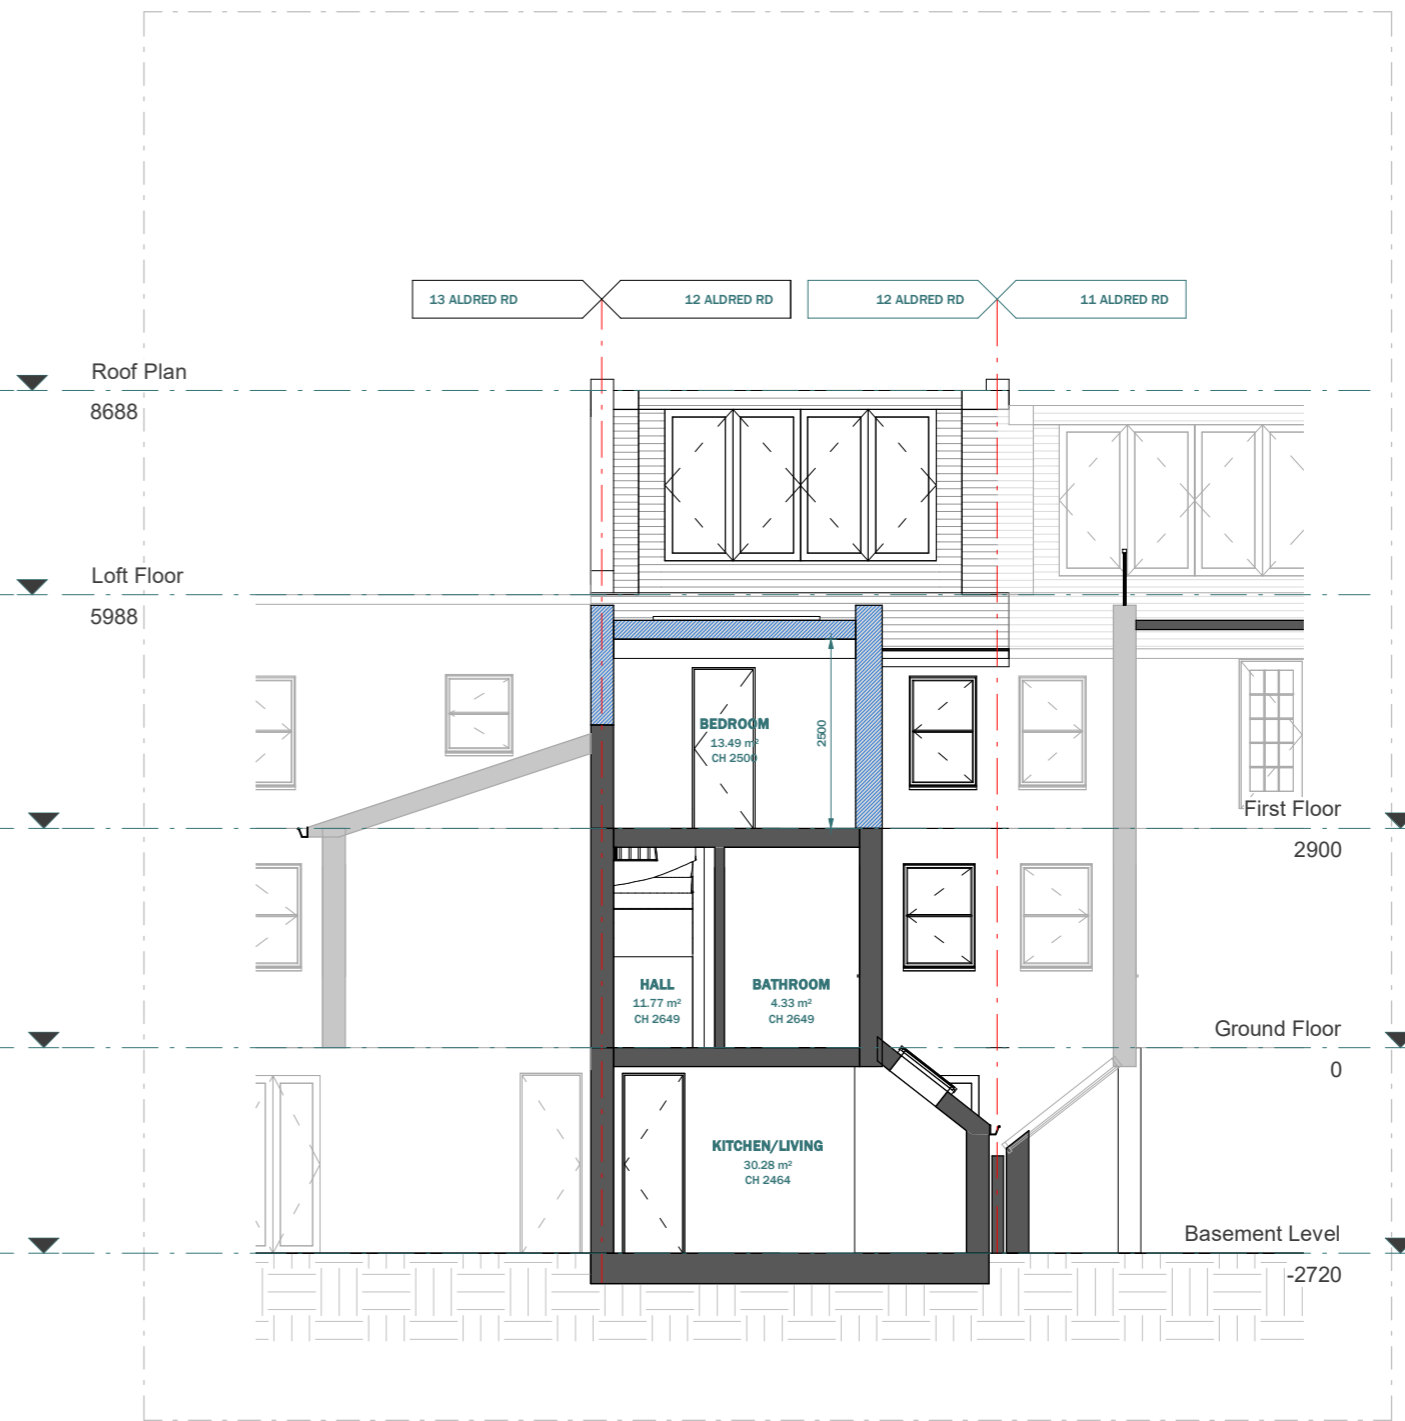 13 ALDRED RD
12 ALDRED RD
12 ALDRED RD
11 ALDRED RD
Roof Plan
8688
Loft Floor
5988
BEDROOM
13.49 m²
CH 2500
2500
First Floor
2900
HALL
11.77 m²
CH 2649
BATHROOM
4.33 m²
CH 2649
Ground Floor
0
KITCHEN/LIVING
30.28 m²
CH 2464
Basement Level
-2720